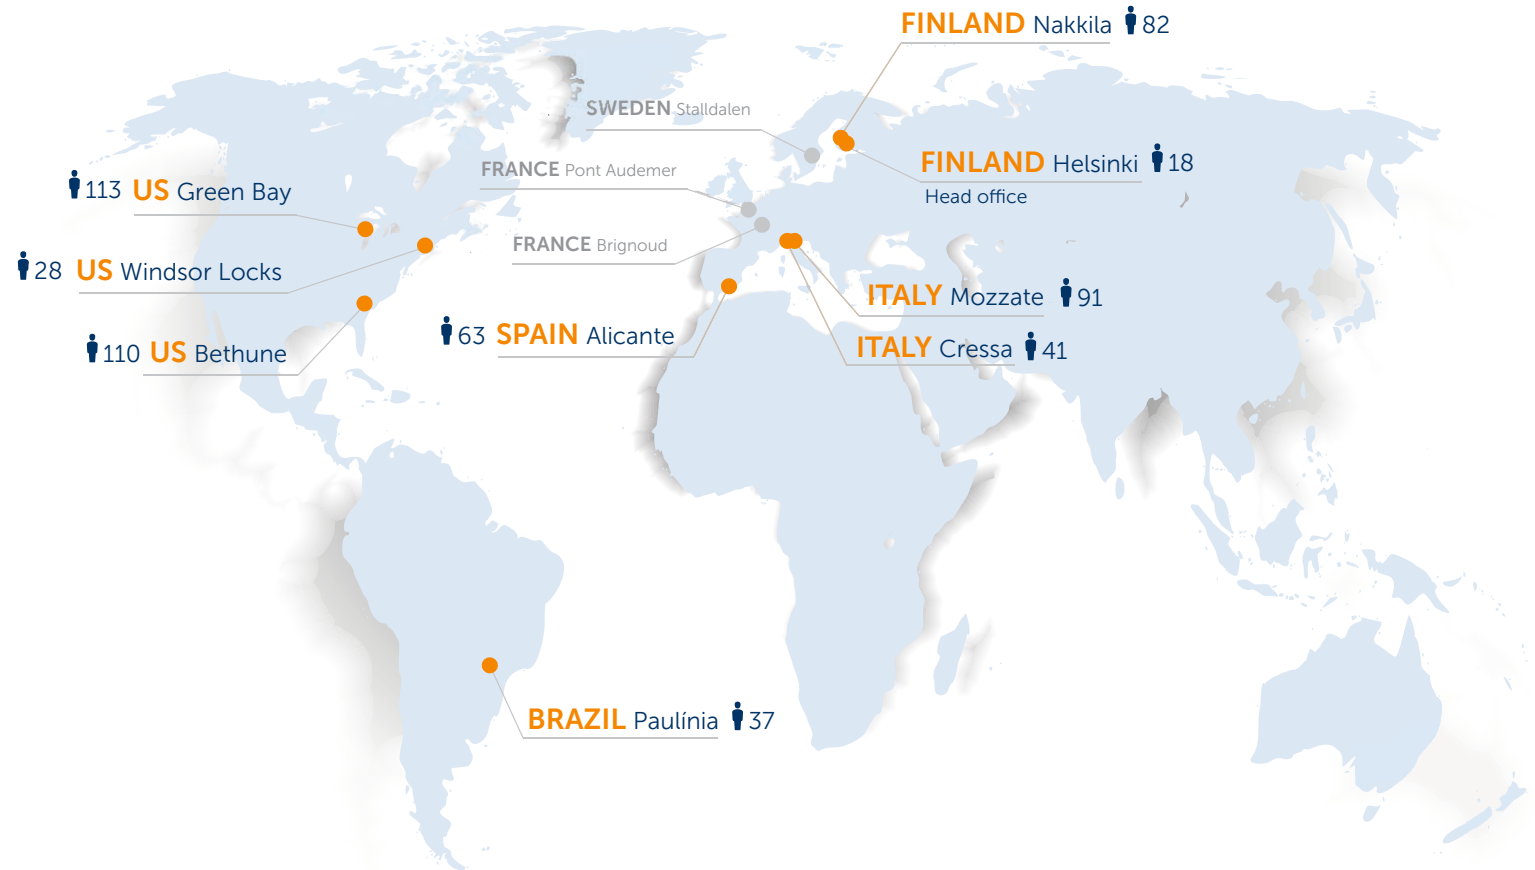 FINLAND Nakkila 82
SWEDEN Stalldalen
FRANCE Pont Audemer
FINLAND Helsinki 18
Head office
113 US Green Bay
FRANCE Brignoud
28 US Windsor Locks
ITALY Mozzate 91
63 SPAIN Alicante
ITALY Cressa 41
110 US Bethune
BRAZIL Paulínia 37